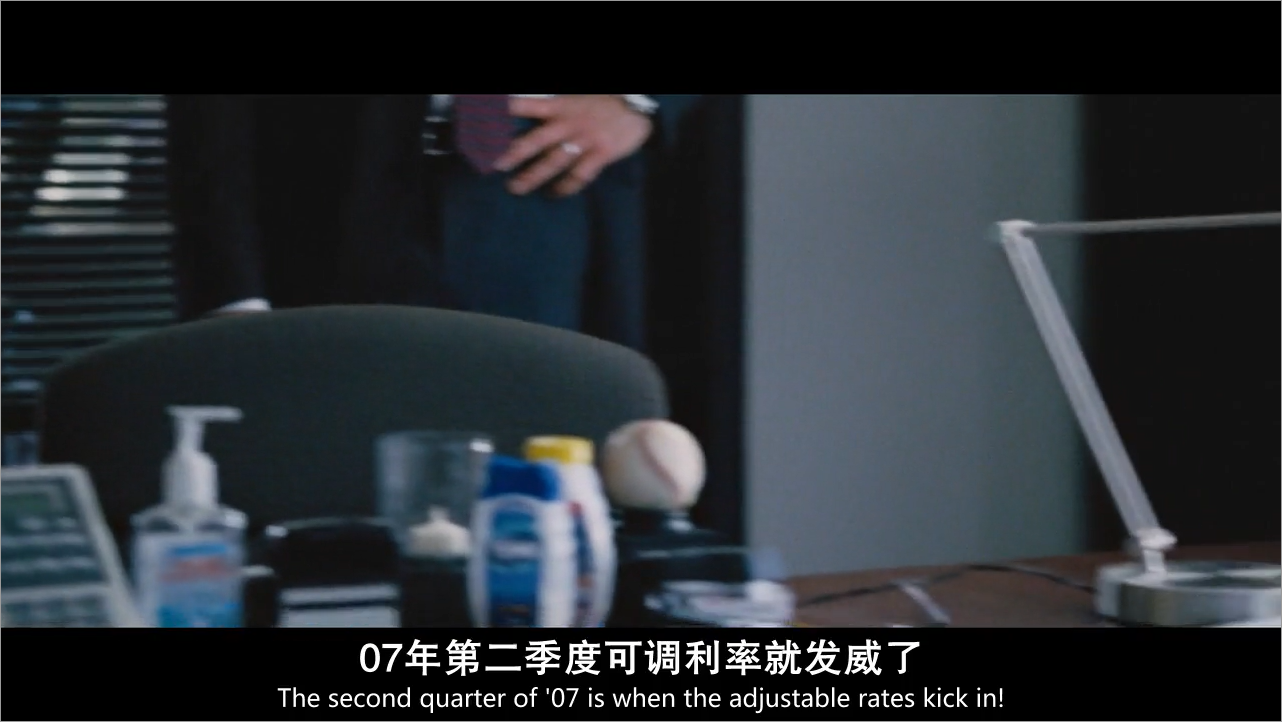 07年第二季度可调利率就发威了
The second quarter of '07 is when the adjustable rates kick in!